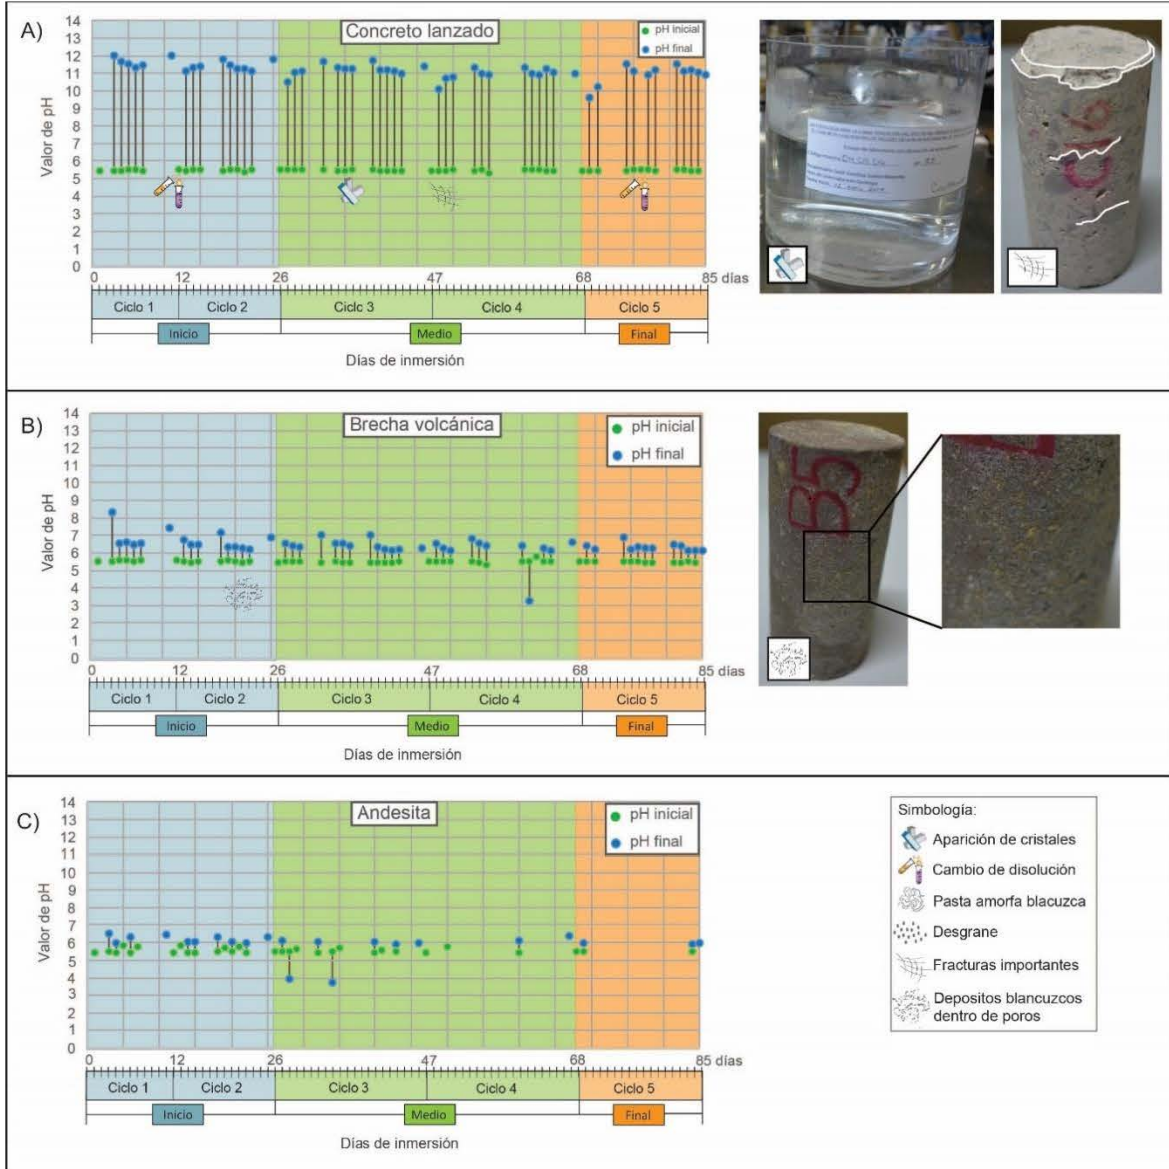 A)
Concreto lanzado
pH inicial
pH final
Valor de pH
14
13
12
11
10
9
8
7
6
5
4
3
2
1
0
0 12 26 47 68 85 días
Ciclo 1 Ciclo 2 Ciclc 3 Ciclo 4 Ciclo 5
Inicio Medio Final
Días de inmersión
B)
Brecha volcánica
pH inicial
pH final
Valor de pH
14
13
12
11
10
9
8
7
6
5
4
3
2
1
0
0 12 26 47 68 85 días
Ciclo 1 Ciclo 2 Ciclo 3 Ciclo 4 Ciclo 5
Inicio Medio Final
Días de inmersión
B5
C)
Andesita
pH inicial
pH final
Valor de pH
14
13
12
11
10
9
8
7
6
5
4
3
2
1
0
0 12 26 47 68 85 días
Ciclo 1 Ciclo 2 Ciclo 3 Ciclo 4 Ciclo 5
Inicio Medio Final
Días de inmersión
Simbología:
Aparición de cristales
Cambio de disolución
Pasta amorfa blacuzca
Desgrane
Fracturas importantes
Depositos blancuzcos
dentro de poros